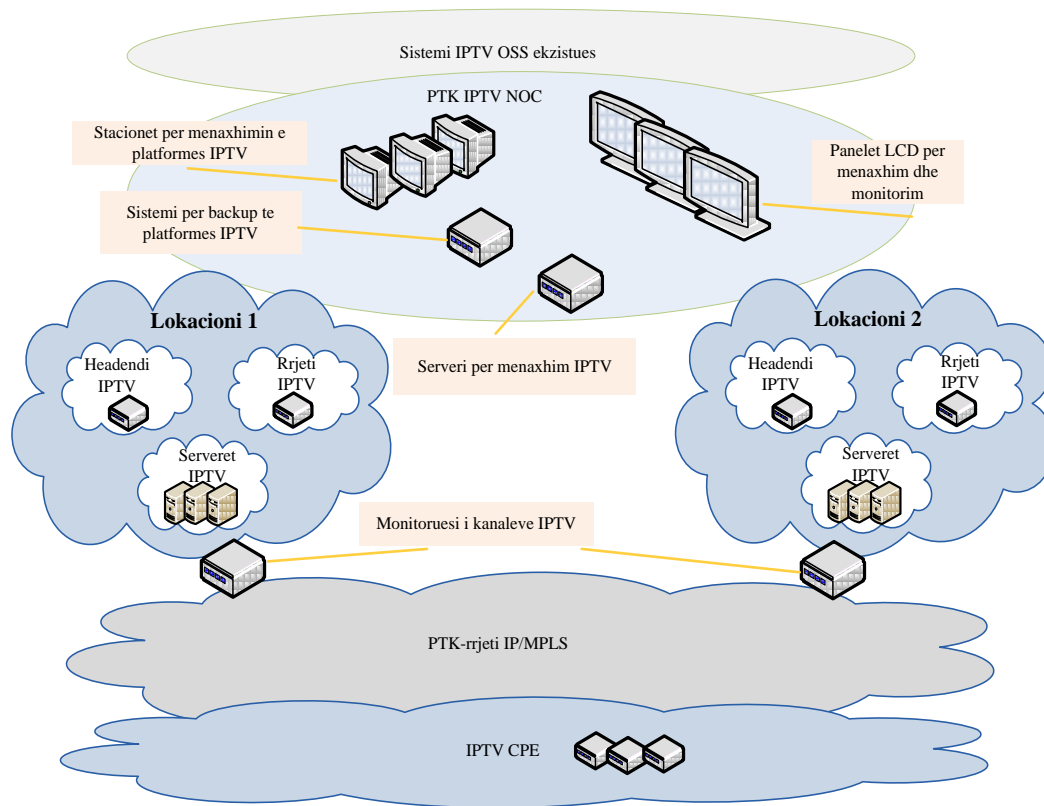 Sistemi IPTV OSS ekzistues
PTK IPTV NOC
Stacionet per menaxhimin e
platformes IPTV
Panelet LCD per
menaxhim dhe
monitorim
Sistemi per backup te
platformes IPTV
Lokacioni 1
Headendi
IPTV
Rrjeti
IPTV
Serveret
IPTV
Serveri per menaxhim IPTV
Lokacioni 2
Headendi
IPTV
Rrjeti
IPTV
Serveret
IPTV
Monitoruesi i kanaleve IPTV
PTK-rrjeti IP/MPLS
IPTV CPE